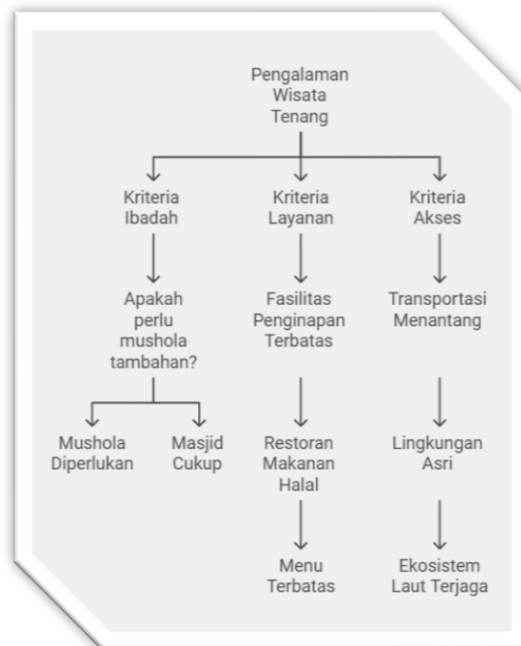 Pengalaman
Wisata
Tenang
Kriteria
Ibadah
Kriteria
Layanan
Kriteria
Akses
Apakah
perlu
mushola
tambahan?
Fasilitas
Penginapan
Terbatas
Transportasi
Menantang
Mushola
Diperlukan
Masjid
Cukup
Restoran
Makanan
Halal
Lingkungan
Asri
Menu
Terbatas
Ekosistem
Laut Terjaga